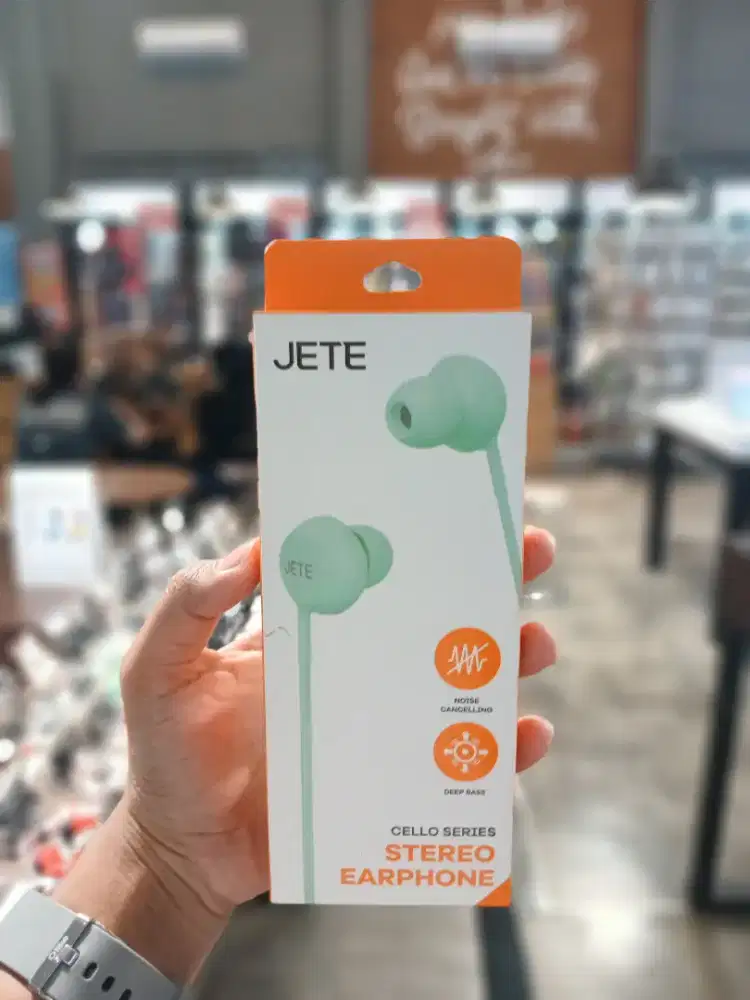 JETE
JETE
NOISE
CANCELLING
DEEP BASS
CELLO SERIES
STEREO
EARPHONE